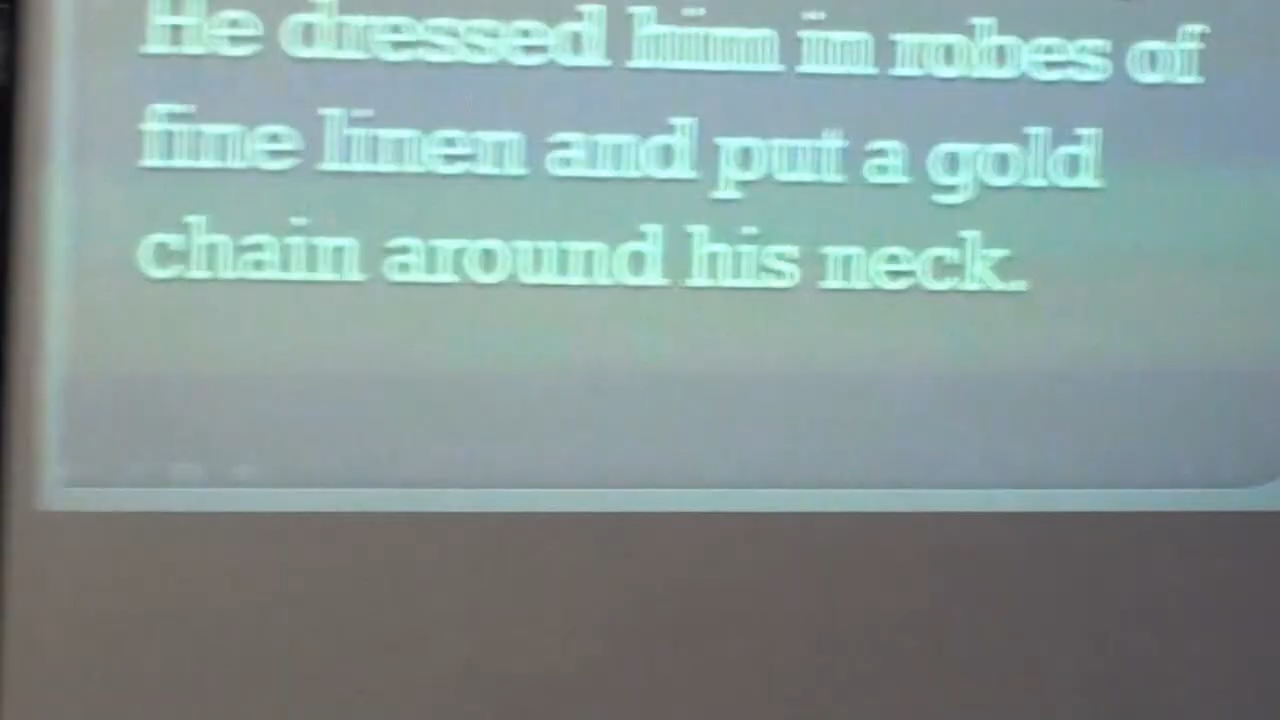 He dressed him in robes of
fine linen and put a gold
chain around his neck.